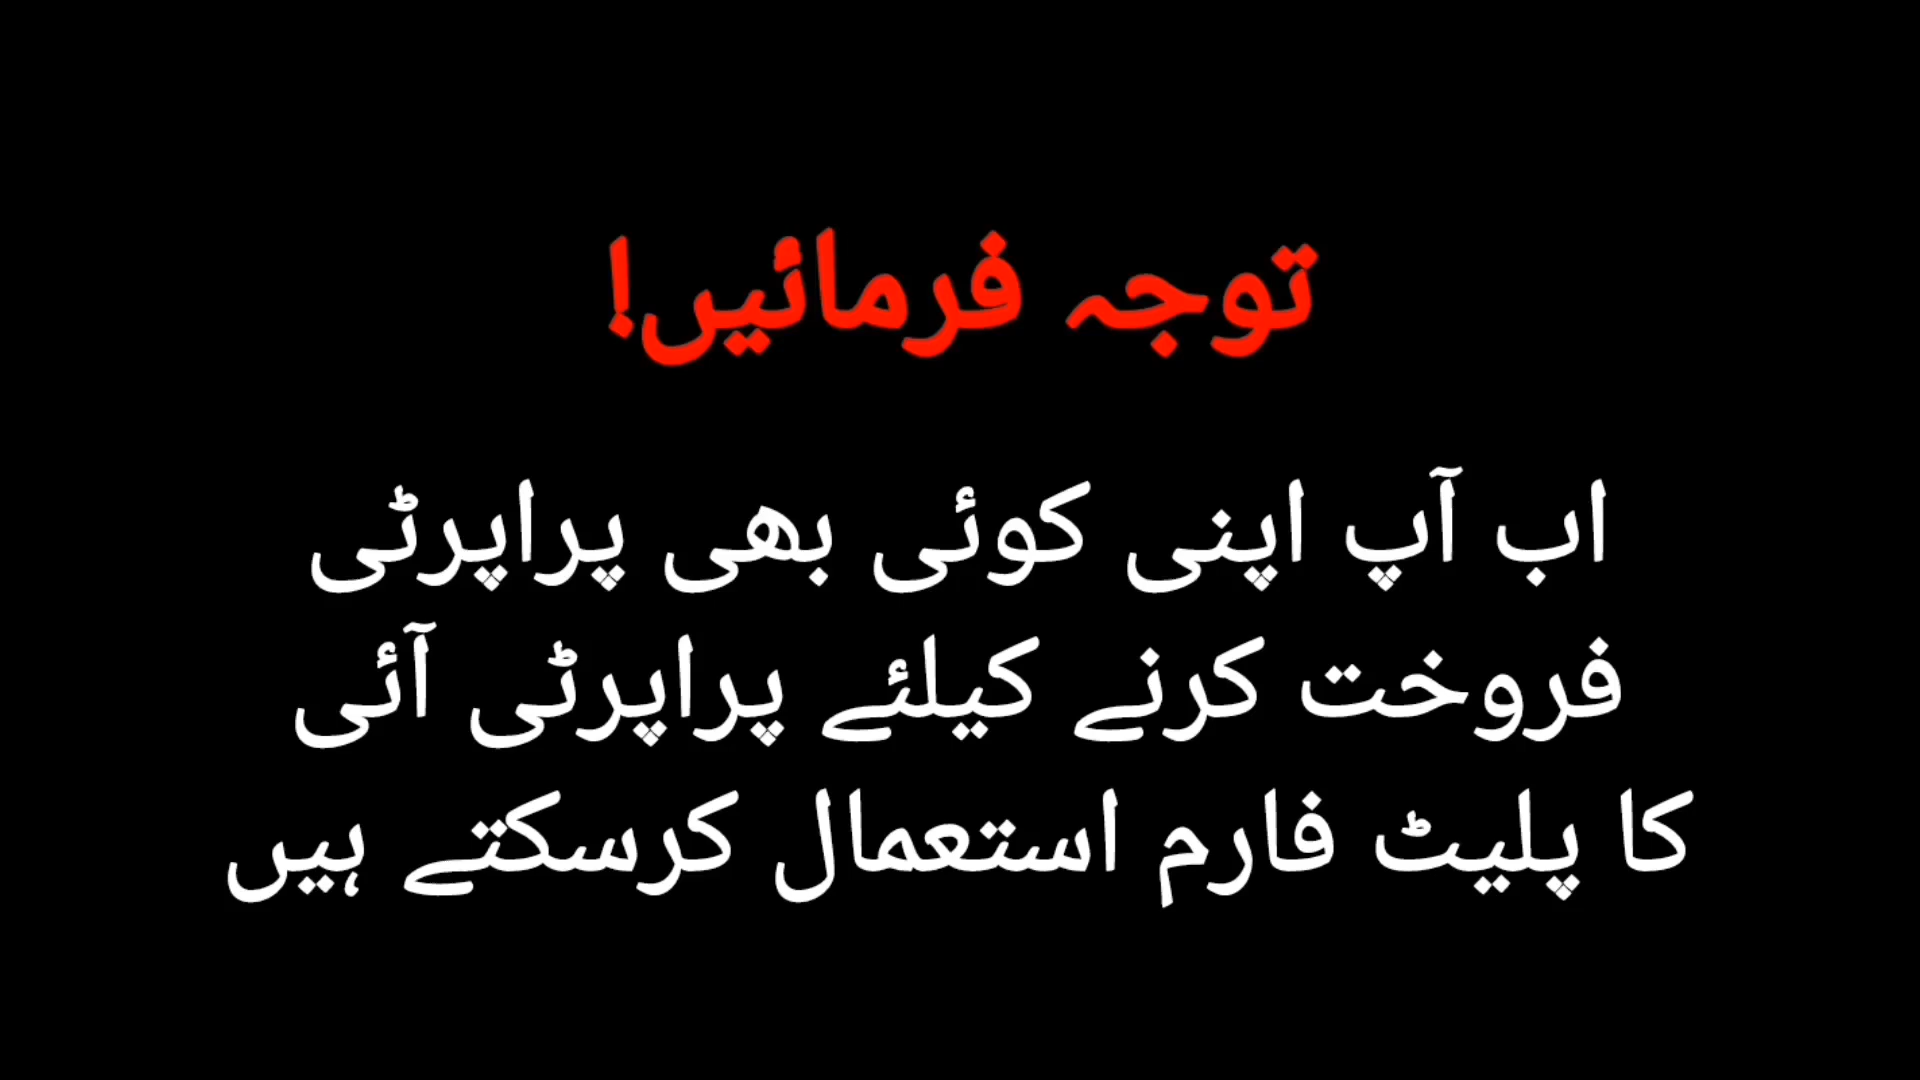 توجہ فرمائیں!
اب آپ اپنی کوئی بھی پراپرٹی
فروخت کرنے کیلئے پراپرٹی آئی
کا پلیٹ فارم استعمال کرسکتے ہیں